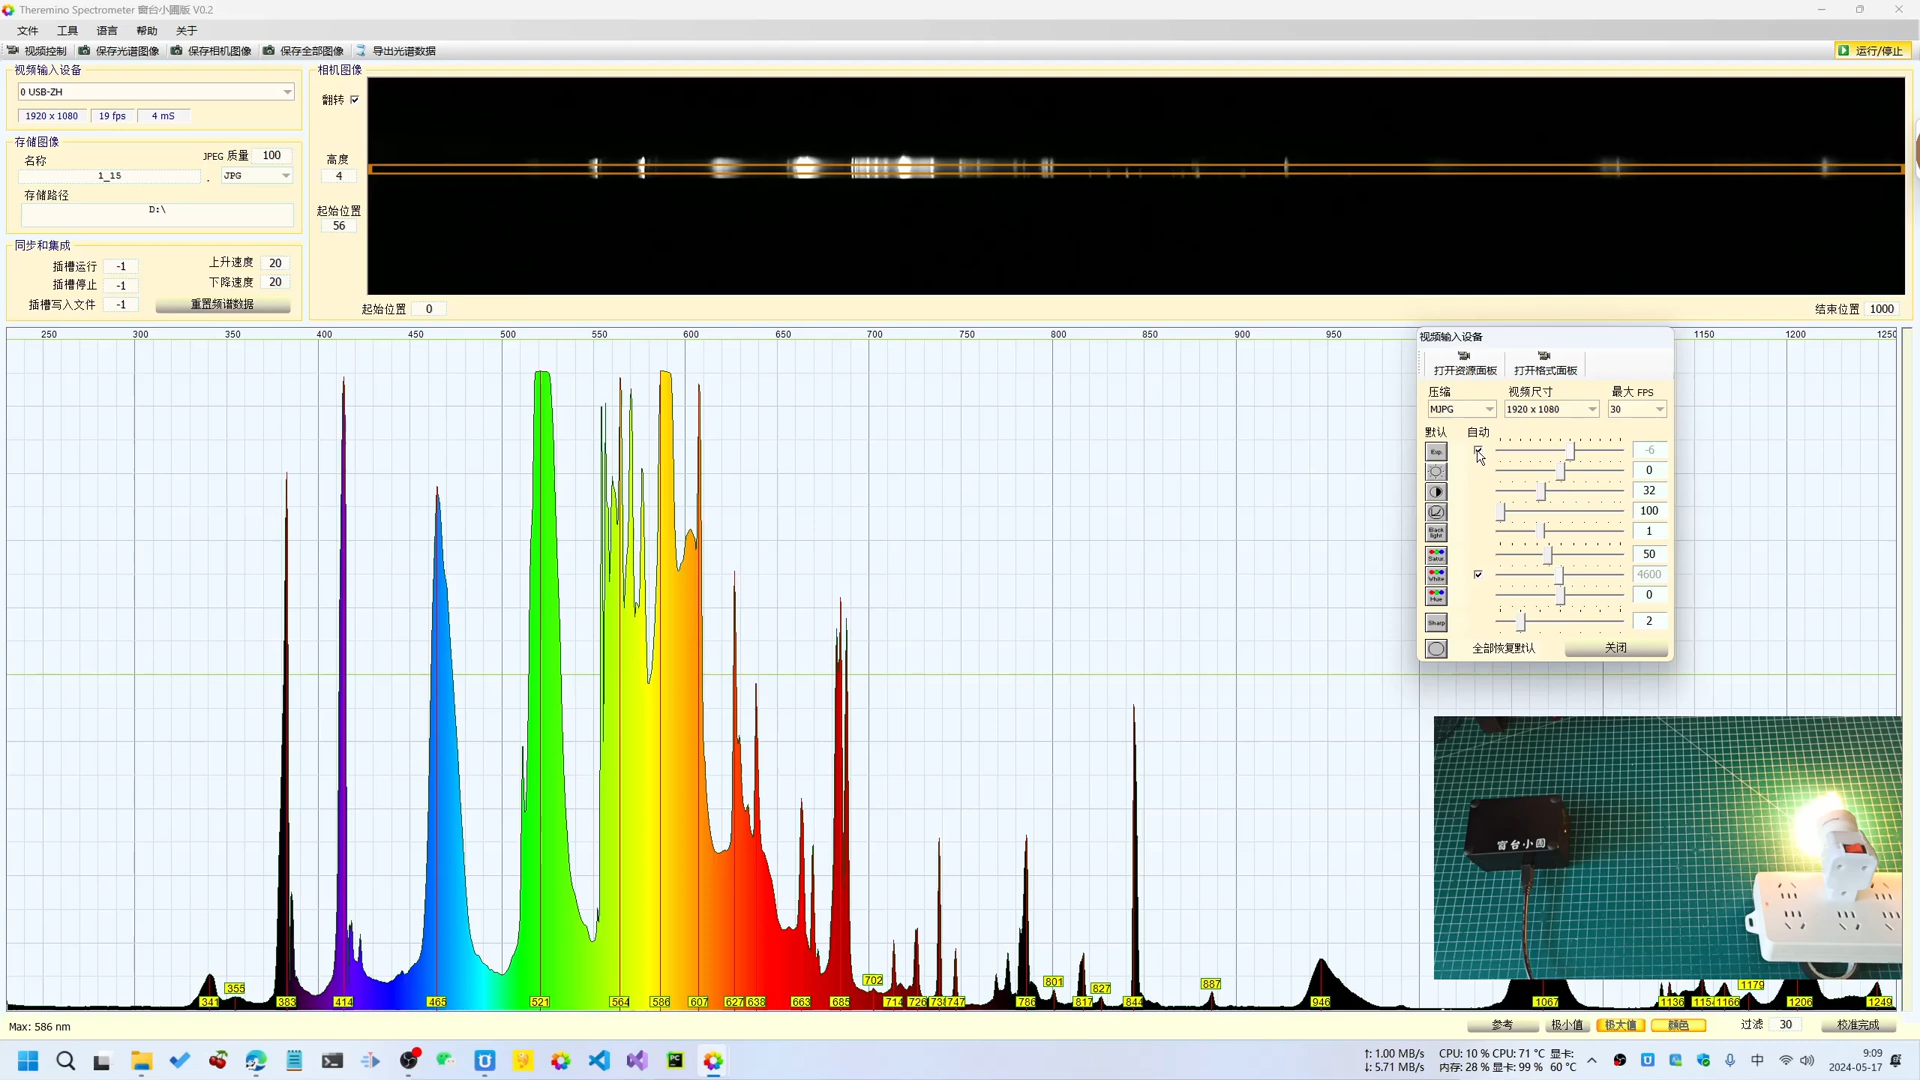 Theremino Spectrometer 窗台小圃版 V0.2
文件 工具 语言 帮助 关于
视频控制 保存光谱图像 保存相机图像 保存全部图像 导出光谱数据 运行/停止
视频输入设备
0 USB-ZH
1920 x 1080 19 fps 4 mS
存储图像
名称 JPEG 质量 100
1_15 . JPG
存储路径
D:\
同步和集成
插槽运行 -1 上升速度 20
插槽停止 -1 下降速度 20
插槽写入文件 -1 重置频谱数据
相机图像
翻转
高度
4
起始位置
56
起始位置 0 结束位置 1000
250 300 350 400 450 500 550 600 650 700 750 800 850 900 950 1150 1200 1250
视频输入设备
打开资源面板 打开格式面板
压缩 视频尺寸 最大 FPS
MJPG 1920 x 1080 30
默认 自动
Exp. -6
0
32
100
Back light 1
Satur 50
White 4600
Hue 0
Sharp 2
全部恢复默认 关闭
窗台小圃
702 801 887 1179
355 827
341 383 414 465 521 564 586 607 627 638 663 685 714 726 738 747 786 817 844 946 1067 1136 1154 1166 1206 1249
Max: 586 nm 参考 极小值 极大值 颜色 过滤 30 校准完成
↑: 1.00 MB/s CPU: 10 % CPU: 71 °C 显卡: 中 9:09
↓: 5.71 MB/s 内存: 28 % 显卡: 99 % 60 °C 2024-05-17